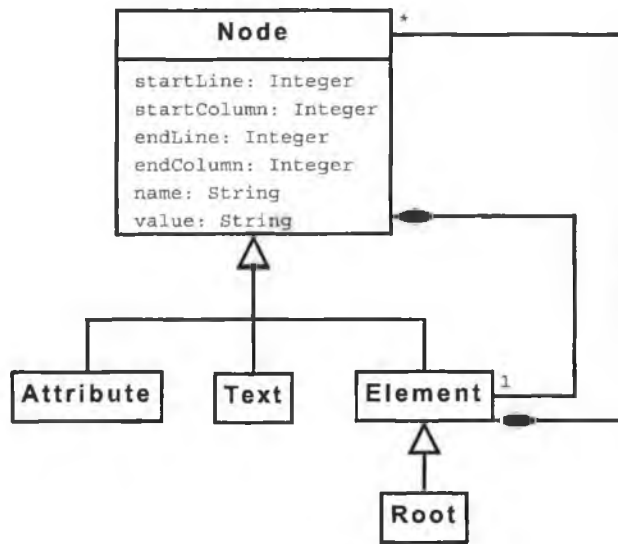 *
Node
startLine: Integer
startColumn: Integer
endLine: Integer
endColumn: Integer
name: String
value: String
Attribute
Text
Element
1
Root